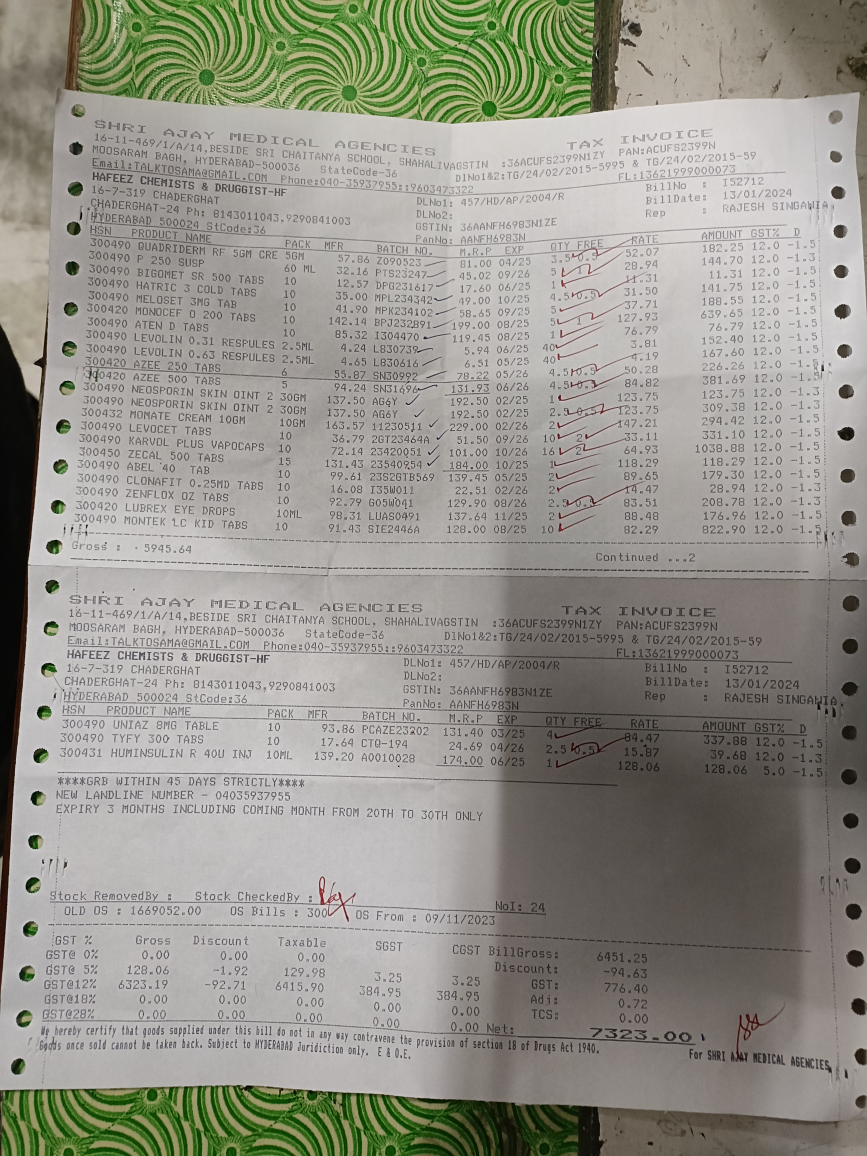 SHRI AJAY MEDICAL AGENCIES TAX INVOICE
16-11-469/1/A/14,BESIDE SRI CHAITANYA SCHOOL, SHAHALIVAGSTIN :36ACUFS2399N1ZY PAN:ACUFS2399N
MOOSARAM BAGH, HYDERABAD-500036 StateCode-36 DlNo1&2:TG/24/02/2015-5995 & TG/24/02/2015-59
Email:TALKTOSAMA@GMAIL.COM Phone:040-35937955::9603473322 FL:13621999000073
HAFEEZ CHEMISTS & DRUGGIST-HF DLNo1: 457/HD/AP/2004/R BillNo : I52712
16-7-319 CHADERGHAT DLNo2: BillDate: 13/01/2024
CHADERGHAT-24 Ph: 8143011043,9290841003 GSTIN: 36AANFH6983N1ZE Rep : RAJESH SINGANIA
HYDERABAD 500024 StCode:36 PanNo: AANFH6983N
HSN PRODUCT NAME PACK MFR BATCH NO. M.R.P EXP QTY FREE RATE AMOUNT GST% D
300490 QUADRIDERM RF 5GM CRE 5GM 57.86 Z090523 81.00 04/25 3.5 0.5 52.07 182.25 12.0 -1.5
300490 P 250 SUSP 60 ML 32.16 PTS23247 45.02 09/26 5 1 28.94 144.70 12.0 -1.3
300490 BIGOMET SR 500 TABS 10 12.57 DPG231617 17.60 06/25 1 11.31 11.31 12.0 -1.5
300490 HATRIC 3 COLD TABS 10 35.00 MPL234342 49.00 10/25 4.5 0.5 31.50 141.75 12.0 -1.5
300490 MELOSET 3MG TAB 10 41.90 MPK234102 58.65 09/25 5 37.71 188.55 12.0 -1.5
300420 MONOCEF O 200 TABS 10 142.14 BPJ232891 199.00 08/25 5 1 127.93 639.65 12.0 -1.5
300490 ATEN D TABS 10 85.32 I304470 119.45 08/25 1 76.79 76.79 12.0 -1.5
300490 LEVOLIN 0.31 RESPULES 2.5ML 4.24 L830739 5.94 06/25 40 3.81 152.40 12.0 -1.5
300490 LEVOLIN 0.63 RESPULES 2.5ML 4.65 L830616 6.51 05/25 40 4.19 167.60 12.0 -1.5
300420 AZEE 250 TABS 6 55.87 SN30992 78.22 05/26 4.5 0.5 50.28 226.26 12.0 -1.5
300420 AZEE 500 TABS 5 94.24 SN31696 131.93 06/26 4.5 84.82 381.69 12.0 -1.5
300490 NEOSPORIN SKIN OINT 2 30GM 137.50 AG6Y 192.50 02/25 1 123.75 123.75 12.0 -1.3
300490 NEOSPORIN SKIN OINT 2 30GM 137.50 AG6Y 192.50 02/25 2.5 0.5 123.75 309.38 12.0 -1.3
300432 MOMATE CREAM 10GM 10GM 163.57 11230511 229.00 02/26 2 147.21 294.42 12.0 -1.5
300490 LEVOCET TABS 10 36.79 2GT23464A 51.50 09/26 10 2 33.11 331.10 12.0 -1.5
300490 KARVOL PLUS VAPOCAPS 10 72.14 23420051 101.00 10/26 16 2 64.93 1038.88 12.0 -1.5
300450 ZECAL 500 TABS 15 131.43 23540954 184.00 10/25 1 118.29 118.29 12.0 -1.5
300490 ABEL 40 TAB 10 99.61 23S2GTB569 139.45 05/25 2 89.65 179.30 12.0 -1.5
300490 CLONAFIT 0.25MD TABS 10 16.08 I35W011 22.51 02/26 2 14.47 28.94 12.0 -1.5
300490 ZENFLOX OZ TABS 10 92.79 G05W041 129.90 08/26 2.5 83.51 208.78 12.0 -1.3
300420 LUBREX EYE DROPS 10ML 98.31 LUAS0491 137.64 11/25 2 88.48 176.96 12.0 -1.5
300490 MONTEK LC KID TABS 10 91.43 SIE2446A 128.00 08/25 10 82.29 822.90 12.0 -1.5
Gross : 5945.64 Continued ...2
SHRI AJAY MEDICAL AGENCIES TAX INVOICE
16-11-469/1/A/14,BESIDE SRI CHAITANYA SCHOOL, SHAHALIVAGSTIN :36ACUFS2399N1ZY PAN:ACUFS2399N
MOOSARAM BAGH, HYDERABAD-500036 StateCode-36 DlNo1&2:TG/24/02/2015-5995 & TG/24/02/2015-59
Email:TALKTOSAMA@GMAIL.COM Phone:040-35937955::9603473322 FL:13621999000073
HAFEEZ CHEMISTS & DRUGGIST-HF DLNo1: 457/HD/AP/2004/R BillNo : I52712
16-7-319 CHADERGHAT DLNo2: BillDate: 13/01/2024
CHADERGHAT-24 Ph: 8143011043,9290841003 GSTIN: 36AANFH6983N1ZE Rep : RAJESH SINGANIA
HYDERABAD 500024 StCode:36 PanNo: AANFH6983N
HSN PRODUCT NAME PACK MFR BATCH NO. M.R.P EXP QTY FREE RATE AMOUNT GST% D
300490 UNIAZ 8MG TABLE 10 93.86 PCAZE23202 131.40 03/25 4 84.47 337.88 12.0 -1.5
300490 TYFY 300 TABS 10 17.64 CTQ-194 24.69 04/26 2.5 0.5 15.87 39.68 12.0 -1.3
300431 HUMINSULIN R 40U INJ 10ML 139.20 A0010028 174.00 06/25 1 128.06 128.06 5.0 -1.5
****GRB WITHIN 45 DAYS STRICTLY****
NEW LANDLINE NUMBER - 04035937955
EXPIRY 3 MONTHS INCLUDING COMING MONTH FROM 20TH TO 30TH ONLY
Stock RemovedBy : Stock CheckedBy : NoI: 24
OLD OS : 1669052.00 OS Bills : 300 OS From : 09/11/2023
GST % Gross Discount Taxable SGST CGST BillGross: 6451.25
GST@ 0% 0.00 0.00 0.00 Discount: -94.63
GST@ 5% 128.06 -1.92 129.98 3.25 3.25 GST: 776.40
GST@12% 6323.19 -92.71 6415.90 384.95 384.95 Adj: 0.72
GST@18% 0.00 0.00 0.00 0.00 0.00 TCS: 0.00
GST@28% 0.00 0.00 0.00 0.00 0.00 Net: 7323.00
We hereby certify that goods supplied under this bill do not in any way contravene the provision of section 18 of Drugs Act 1940.
Goods once sold cannot be taken back. Subject to HYDERABAD Juridiction only. E & O.E. For SHRI AJAY MEDICAL AGENCIES